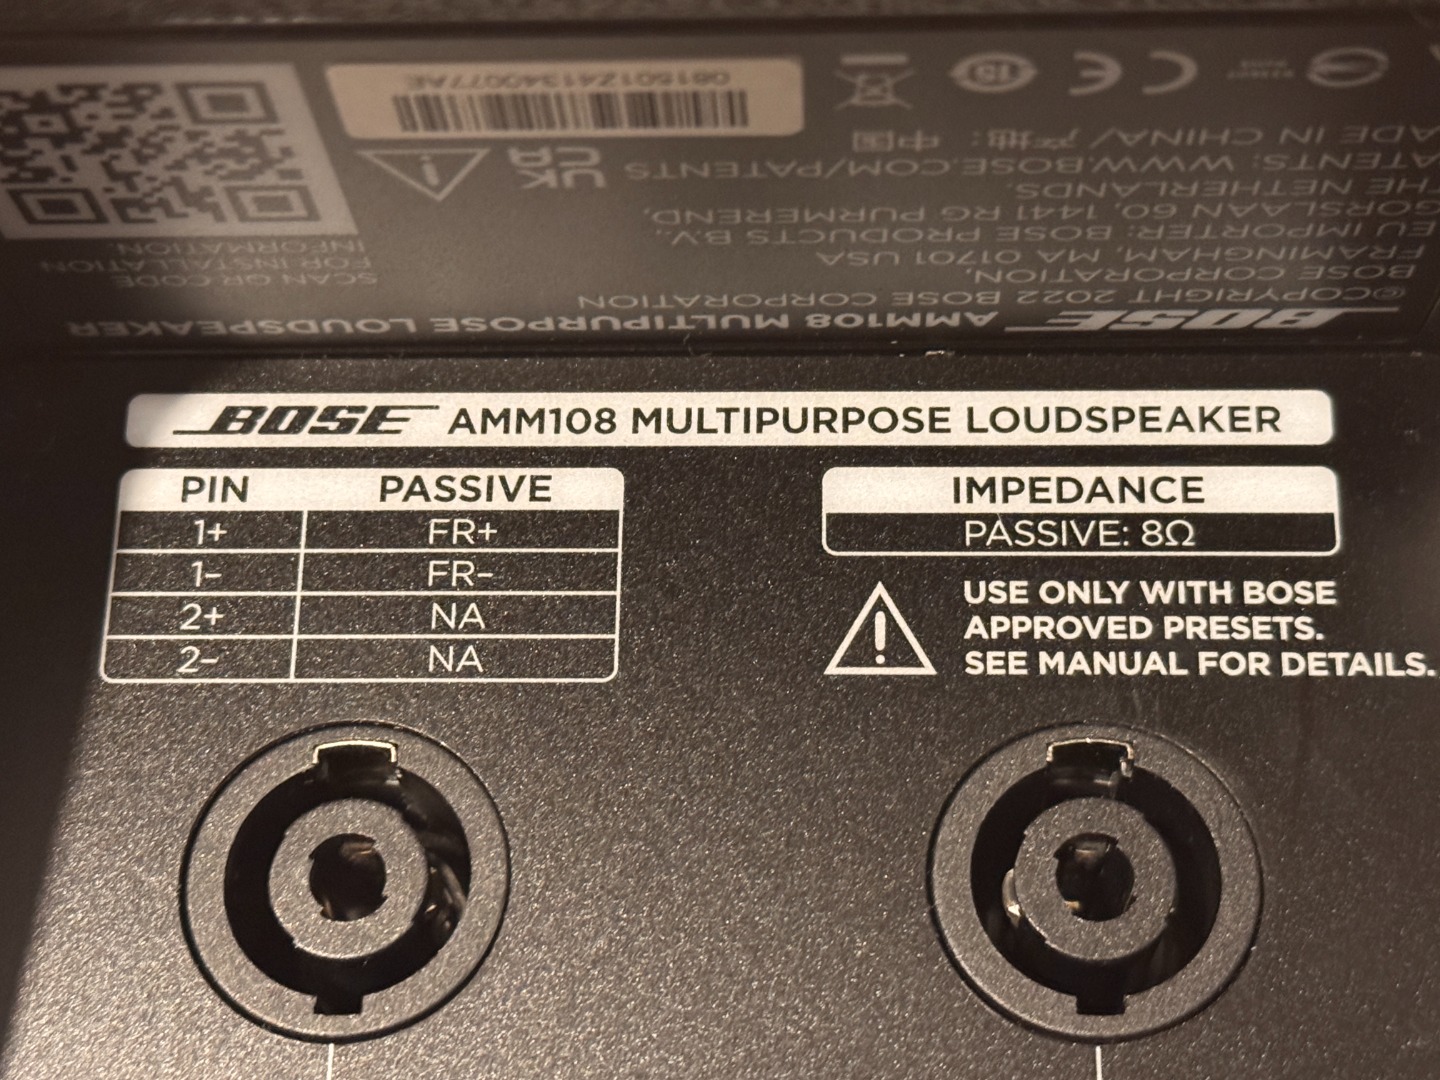 081501Z41340077AE
UK
CA
ADE IN CHINA/ 产地：中国
ATENTS: WWW.BOSE.COM/PATENTS
THE NETHERLANDS.
GORSLAAN 60, 1441 RG PURMEREND,
EU IMPORTER: BOSE PRODUCTS B.V.,
FRAMINGHAM, MA 01701 USA
BOSE CORPORATION,
©COPYRIGHT 2022 BOSE CORPORATION
BOSE AMM108 MULTIPURPOSE LOUDSPEAKER
SCAN QR CODE
FOR INSTALLATION
INFORMATION.
BOSE AMM108 MULTIPURPOSE LOUDSPEAKER
PIN PASSIVE
1+ FR+
1– FR–
2+ NA
2– NA
IMPEDANCE
PASSIVE: 8Ω
USE ONLY WITH BOSE
APPROVED PRESETS.
SEE MANUAL FOR DETAILS.